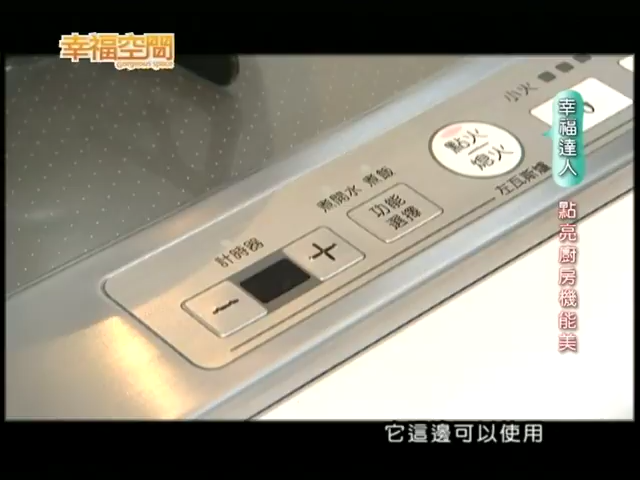 幸福空間
gorgeous space
幸福達人
點亮廚房機能美
小火
點火
熄火
左瓦斯爐
煮開水 煮飯
功能
選擇
計時器
+
−
它這邊可以使用